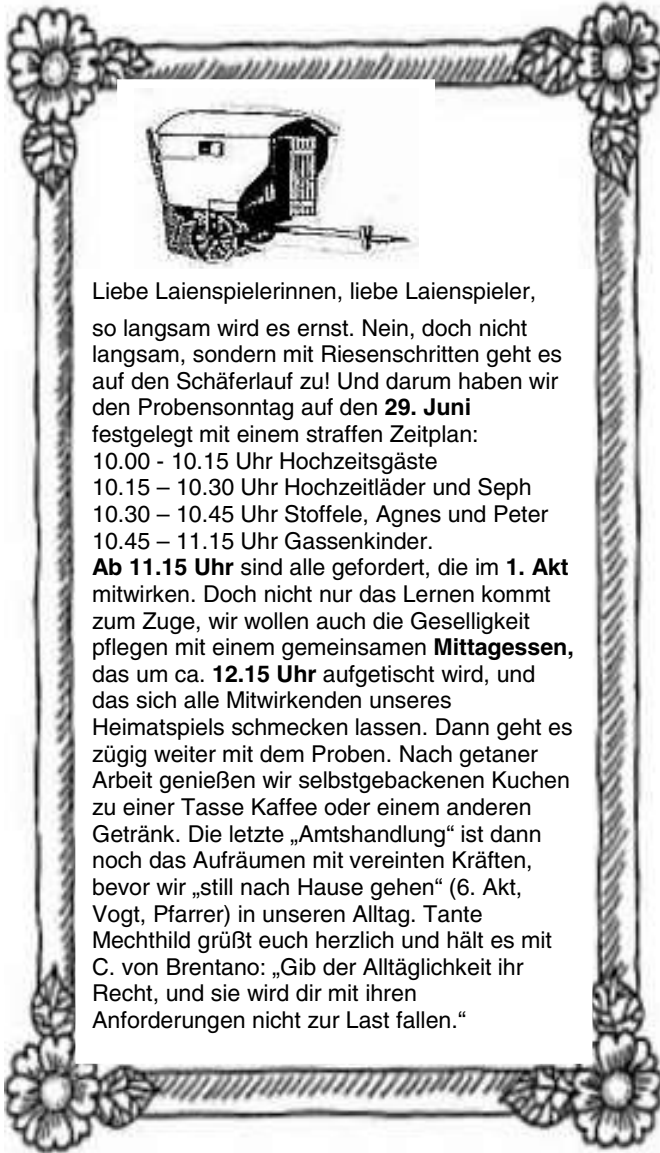 Liebe Laienspielerinnen, liebe Laienspieler,
so langsam wird es ernst. Nein, doch nicht
langsam, sondern mit Riesenschritten geht es
auf den Schäferlauf zu! Und darum haben wir
den Probensonntag auf den 29. Juni
festgelegt mit einem straffen Zeitplan:
10.00 - 10.15 Uhr Hochzeitsgäste
10.15 – 10.30 Uhr Hochzeitläder und Seph
10.30 – 10.45 Uhr Stoffele, Agnes und Peter
10.45 – 11.15 Uhr Gassenkinder.
Ab 11.15 Uhr sind alle gefordert, die im 1. Akt
mitwirken. Doch nicht nur das Lernen kommt
zum Zuge, wir wollen auch die Geselligkeit
pflegen mit einem gemeinsamen Mittagessen,
das um ca. 12.15 Uhr aufgetischt wird, und
das sich alle Mitwirkenden unseres
Heimatspiels schmecken lassen. Dann geht es
zügig weiter mit dem Proben. Nach getaner
Arbeit genießen wir selbstgebackenen Kuchen
zu einer Tasse Kaffee oder einem anderen
Getränk. Die letzte „Amtshandlung“ ist dann
noch das Aufräumen mit vereinten Kräften,
bevor wir „still nach Hause gehen“ (6. Akt,
Vogt, Pfarrer) in unseren Alltag. Tante
Mechthild grüßt euch herzlich und hält es mit
C. von Brentano: „Gib der Alltäglichkeit ihr
Recht, und sie wird dir mit ihren
Anforderungen nicht zur Last fallen.“